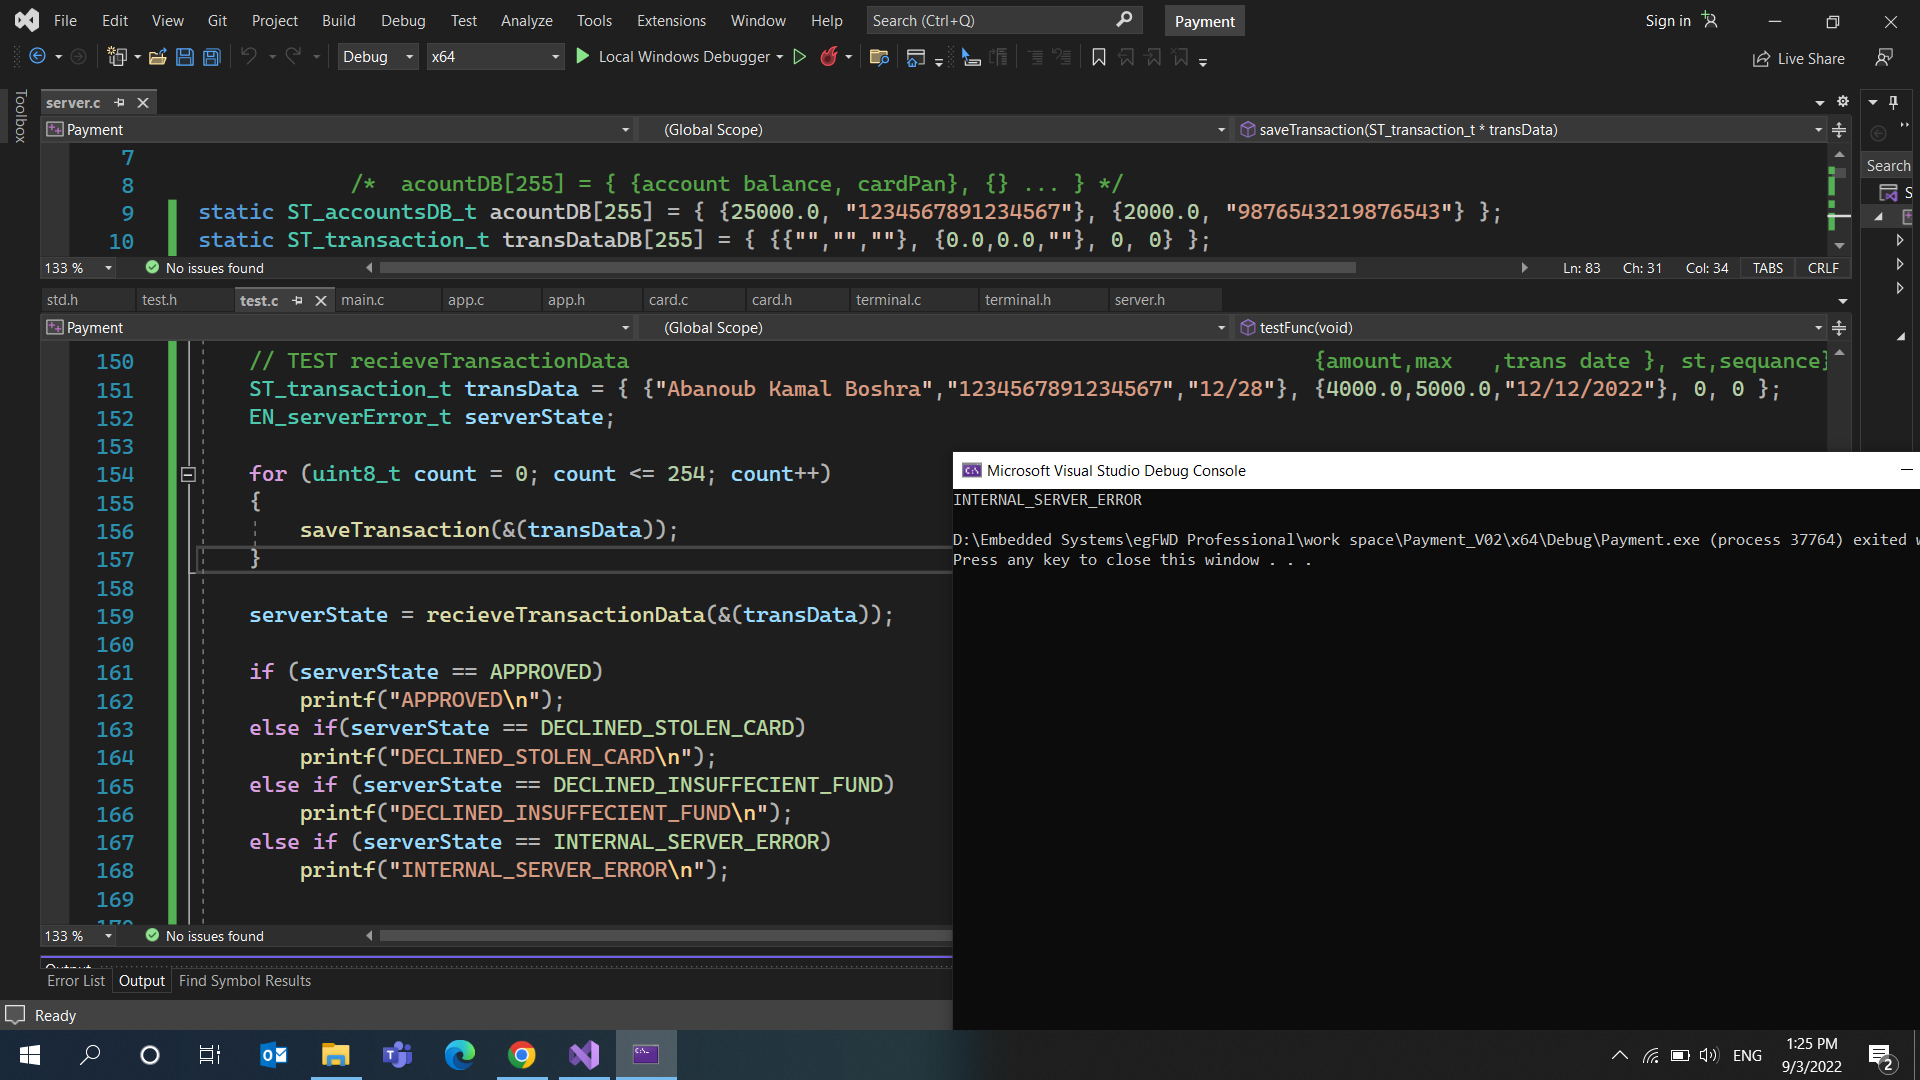 File Edit View Git Project Build Debug Test Analyze Tools Extensions Window Help Search (Ctrl+Q) Payment Sign in
Debug x64 Local Windows Debugger Live Share
Toolbox
server.c
Payment (Global Scope) saveTransaction(ST_transaction_t * transData)
7
8 /* acountDB[255] = { {account balance, cardPan}, {} ... } */
9 static ST_accountsDB_t acountDB[255] = { {25000.0, "1234567891234567"}, {2000.0, "9876543219876543"} };
10 static ST_transaction_t transDataDB[255] = { {{"","",""}, {0.0,0.0,""}, 0, 0} };
133 % No issues found Ln: 83 Ch: 31 Col: 34 TABS CRLF
Search
S
std.h test.h test.c main.c app.c app.h card.c card.h terminal.c terminal.h server.h
Payment (Global Scope) testFunc(void)
150 // TEST recieveTransactionData {amount,max ,trans date }, st,sequance}
151 ST_transaction_t transData = { {"Abanoub Kamal Boshra","1234567891234567","12/28"}, {4000.0,5000.0,"12/12/2022"}, 0, 0 };
152 EN_serverError_t serverState;
153
154 for (uint8_t count = 0; count <= 254; count++)
155 {
156 saveTransaction(&(transData));
157 }
158
159 serverState = recieveTransactionData(&(transData));
160
161 if (serverState == APPROVED)
162 printf("APPROVED\n");
163 else if(serverState == DECLINED_STOLEN_CARD)
164 printf("DECLINED_STOLEN_CARD\n");
165 else if (serverState == DECLINED_INSUFFECIENT_FUND)
166 printf("DECLINED_INSUFFECIENT_FUND\n");
167 else if (serverState == INTERNAL_SERVER_ERROR)
168 printf("INTERNAL_SERVER_ERROR\n");
169
133 % No issues found
Output
Error List Output Find Symbol Results
Ready
Microsoft Visual Studio Debug Console
INTERNAL_SERVER_ERROR
D:\Embedded Systems\egFWD Professional\work space\Payment_V02\x64\Debug\Payment.exe (process 37764) exited w
Press any key to close this window . . .
ENG
1:25 PM
9/3/2022
2